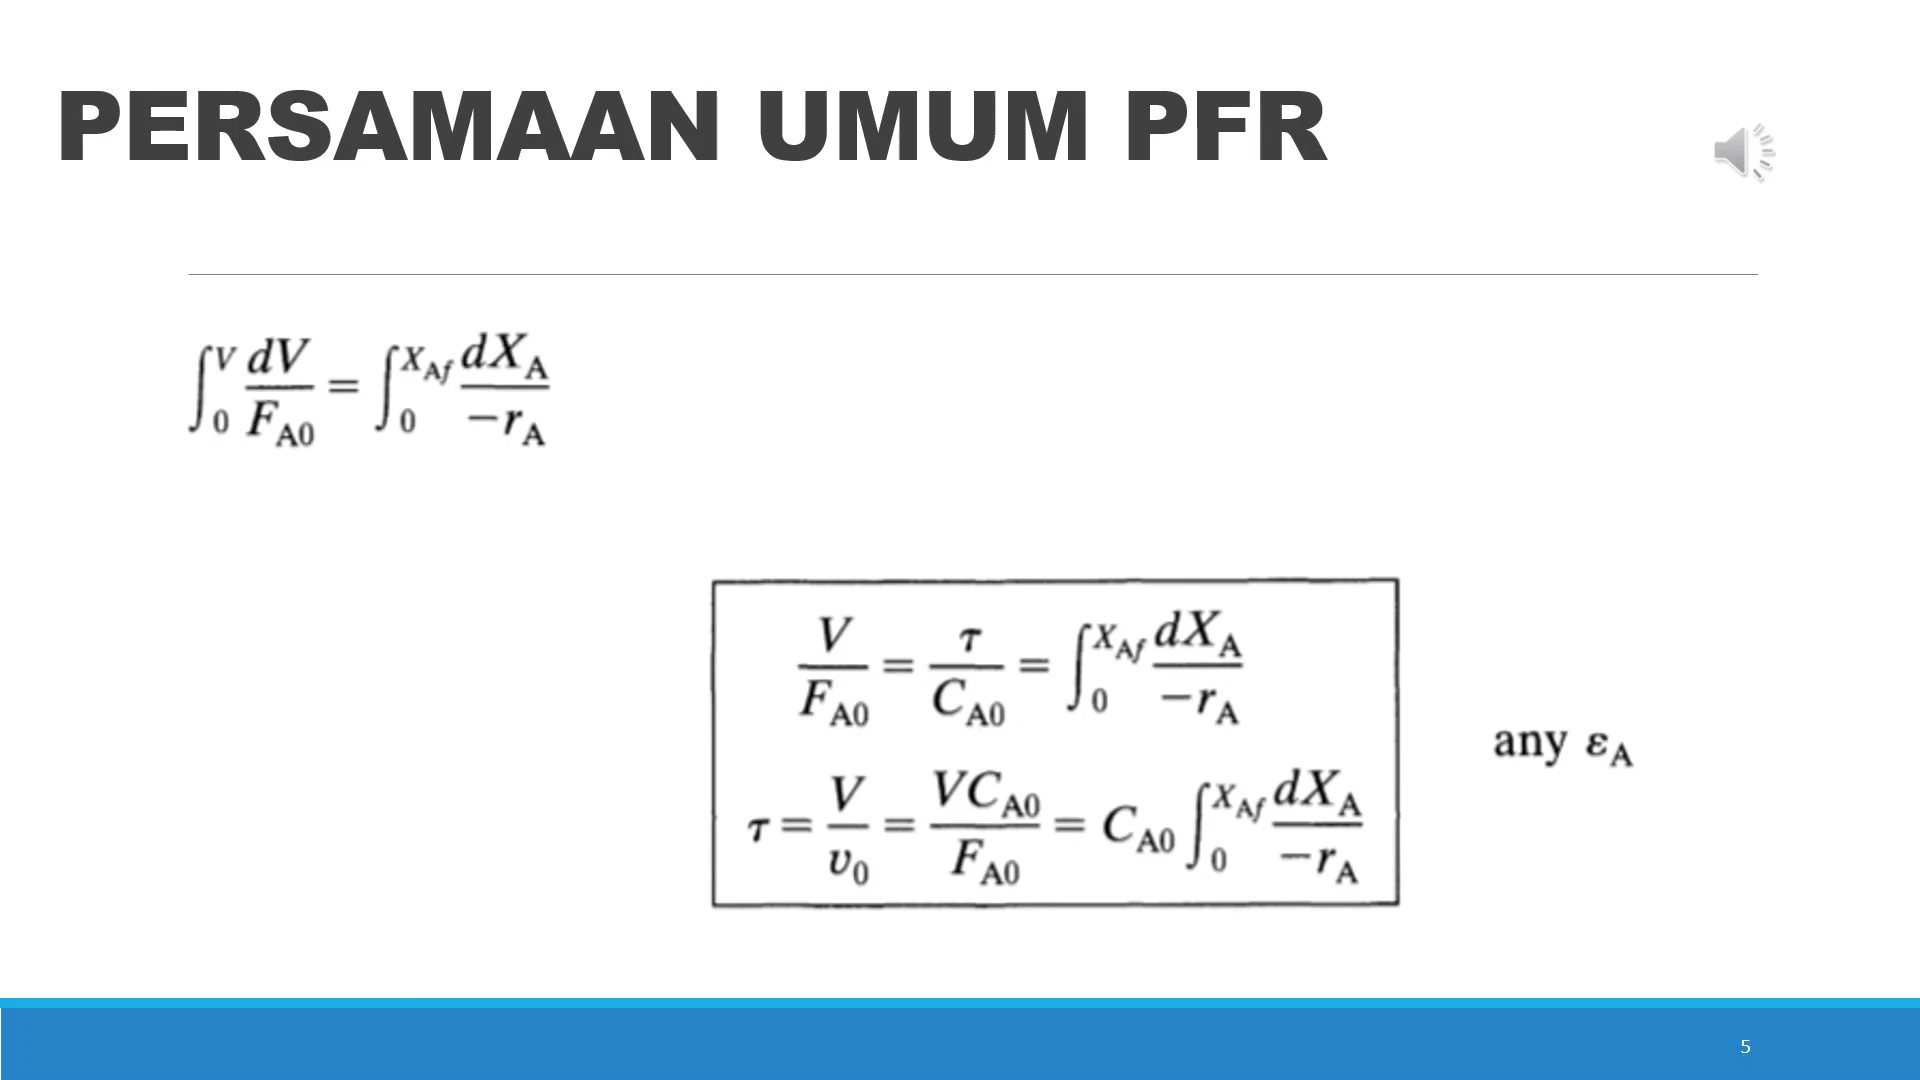 PERSAMAAN UMUM PFR
∫₀^V dV/F_A0 = ∫₀^(X_Af) dX_A/−r_A
V/F_A0 = τ/C_A0 = ∫₀^(X_Af) dX_A/−r_A
any ε_A
τ = V/v₀ = VC_A0/F_A0 = C_A0 ∫₀^(X_Af) dX_A/−r_A
5